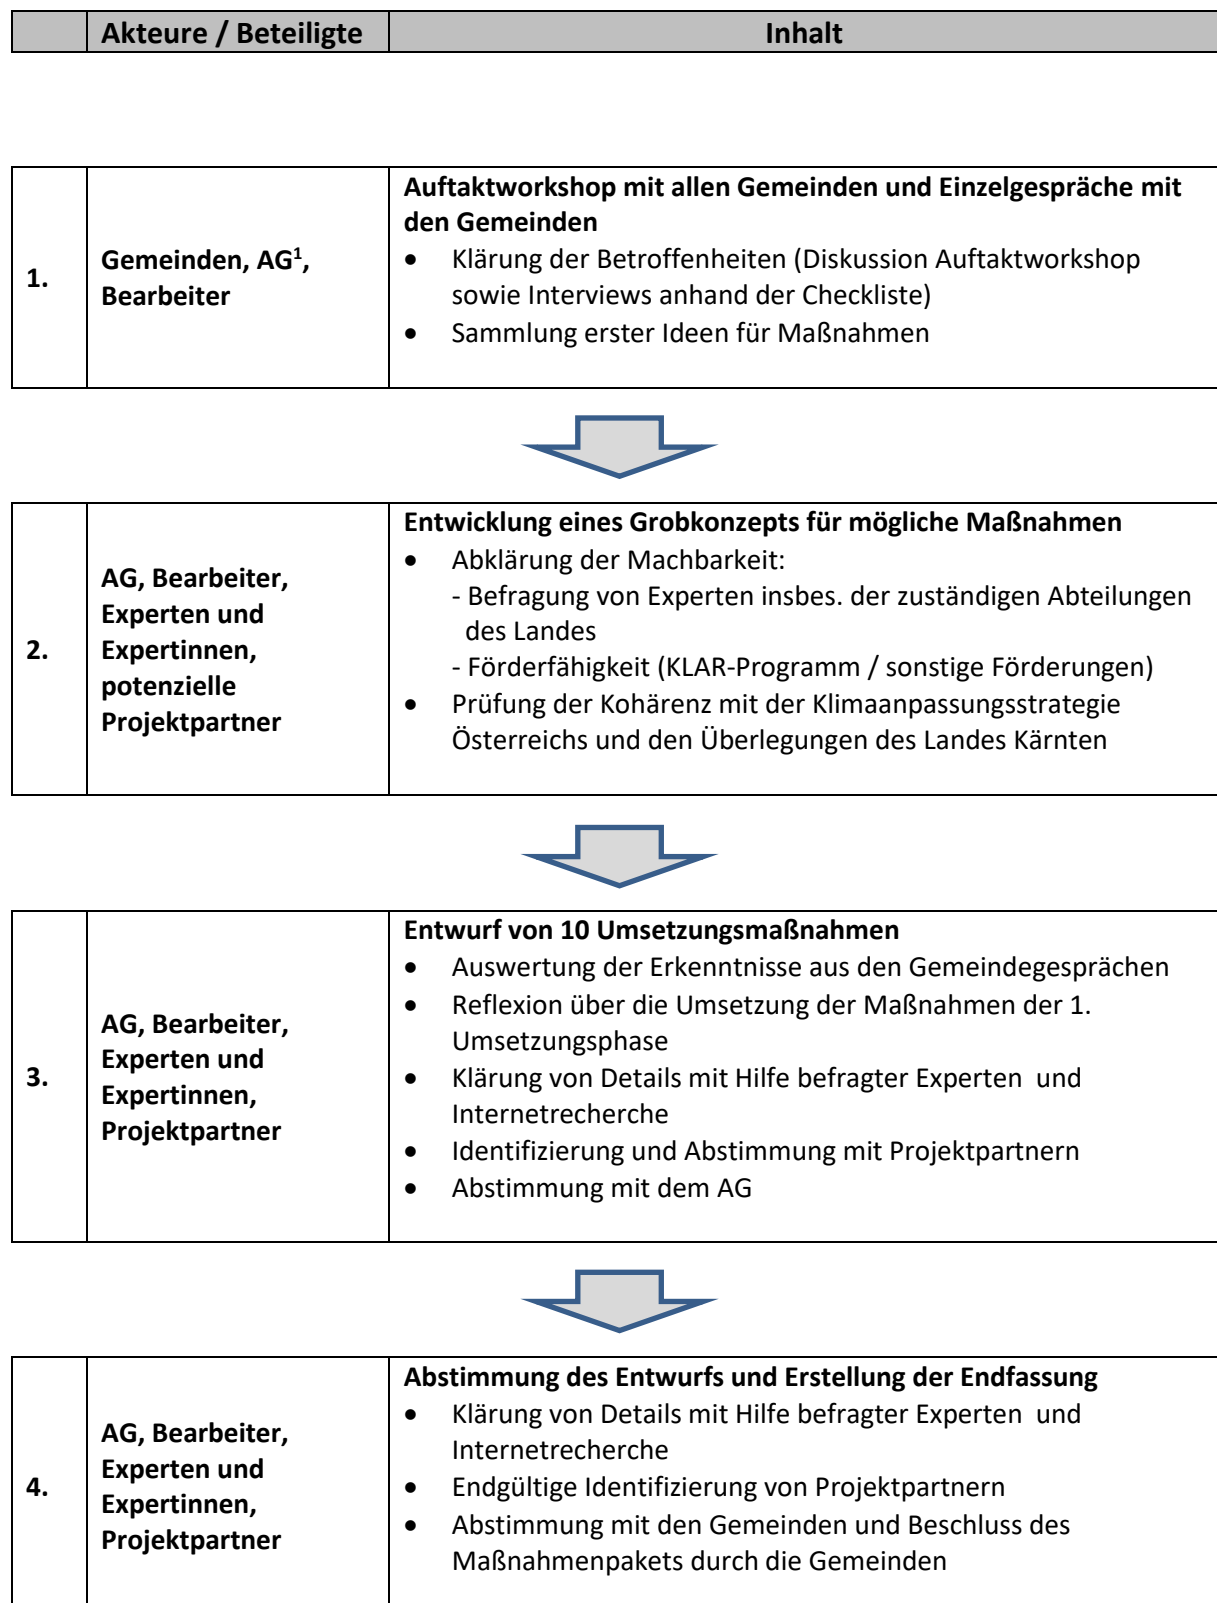 Akteure / Beteiligte Inhalt
Auftaktworkshop mit allen Gemeinden und Einzelgespräche mit
den Gemeinden
1.
Gemeinden, AG¹,
Bearbeiter
• Klärung der Betroffenheiten (Diskussion Auftaktworkshop
sowie Interviews anhand der Checkliste)
• Sammlung erster Ideen für Maßnahmen
2.
AG, Bearbeiter,
Experten und
Expertinnen,
potenzielle
Projektpartner
Entwicklung eines Grobkonzepts für mögliche Maßnahmen
• Abklärung der Machbarkeit:
- Befragung von Experten insbes. der zuständigen Abteilungen
des Landes
- Förderfähigkeit (KLAR-Programm / sonstige Förderungen)
• Prüfung der Kohärenz mit der Klimaanpassungsstrategie
Österreichs und den Überlegungen des Landes Kärnten
3.
AG, Bearbeiter,
Experten und
Expertinnen,
Projektpartner
Entwurf von 10 Umsetzungsmaßnahmen
• Auswertung der Erkenntnisse aus den Gemeindegesprächen
• Reflexion über die Umsetzung der Maßnahmen der 1.
Umsetzungsphase
• Klärung von Details mit Hilfe befragter Experten und
Internetrecherche
• Identifizierung und Abstimmung mit Projektpartnern
• Abstimmung mit dem AG
4.
AG, Bearbeiter,
Experten und
Expertinnen,
Projektpartner
Abstimmung des Entwurfs und Erstellung der Endfassung
• Klärung von Details mit Hilfe befragter Experten und
Internetrecherche
• Endgültige Identifizierung von Projektpartnern
• Abstimmung mit den Gemeinden und Beschluss des
Maßnahmenpakets durch die Gemeinden